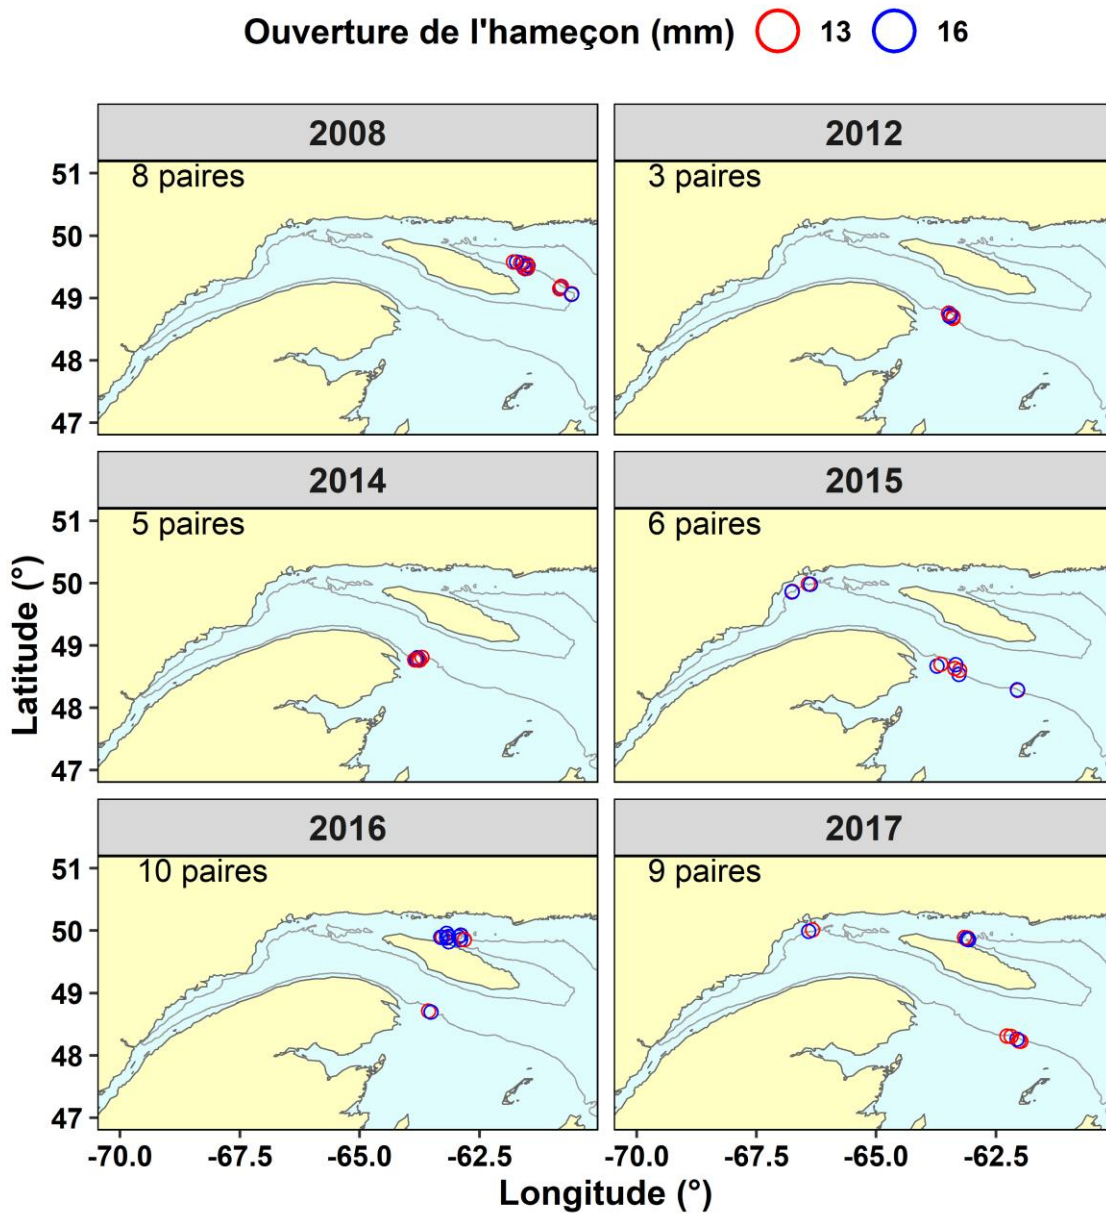 Ouverture de l'hameçon (mm) 13 16
2008 2012
8 paires 3 paires
51
50
49
48
47
2014 2015
5 paires 6 paires
51
50
49
48
47
Latitude (°)
2016 2017
10 paires 9 paires
51
50
49
48
47
-70.0 -67.5 -65.0 -62.5 -70.0 -67.5 -65.0 -62.5
Longitude (°)